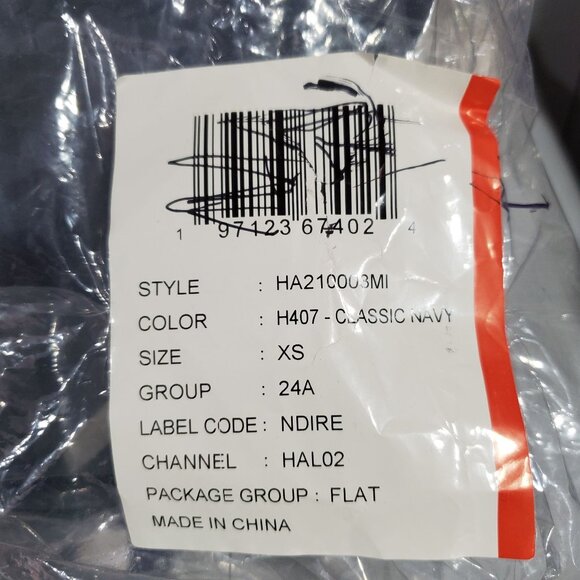 1 97123 67402 4
STYLE : HA210003MI
COLOR : H407 - CLASSIC NAVY
SIZE : XS
GROUP : 24A
LABEL CODE : NDIRE
CHANNEL : HAL02
PACKAGE GROUP : FLAT
MADE IN CHINA